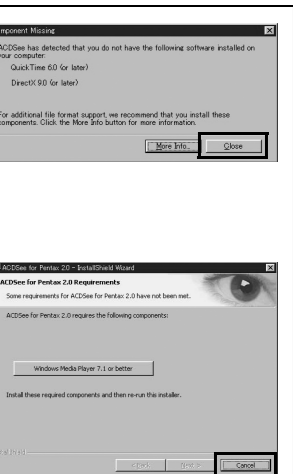 mponent Missing
ACDSee has detected that you do not have the following software installed on
your computer:
QuickTime 6.0 (or later)
DirectX 9.0 (or later)
For additional file format support, we recommend that you install these
components. Click the More Info button for more information.
More Info...
Close
ACDSee for Pentax 2.0 - InstallShield Wizard
ACDSee for Pentax 2.0 Requirements
Some requirements for ACDSee for Pentax 2.0 have not been met.
ACDSee for Pentax 2.0 requires the following components:
Windows Media Player 7.1 or better
Install these required components and then re-run this installer.
Cancel